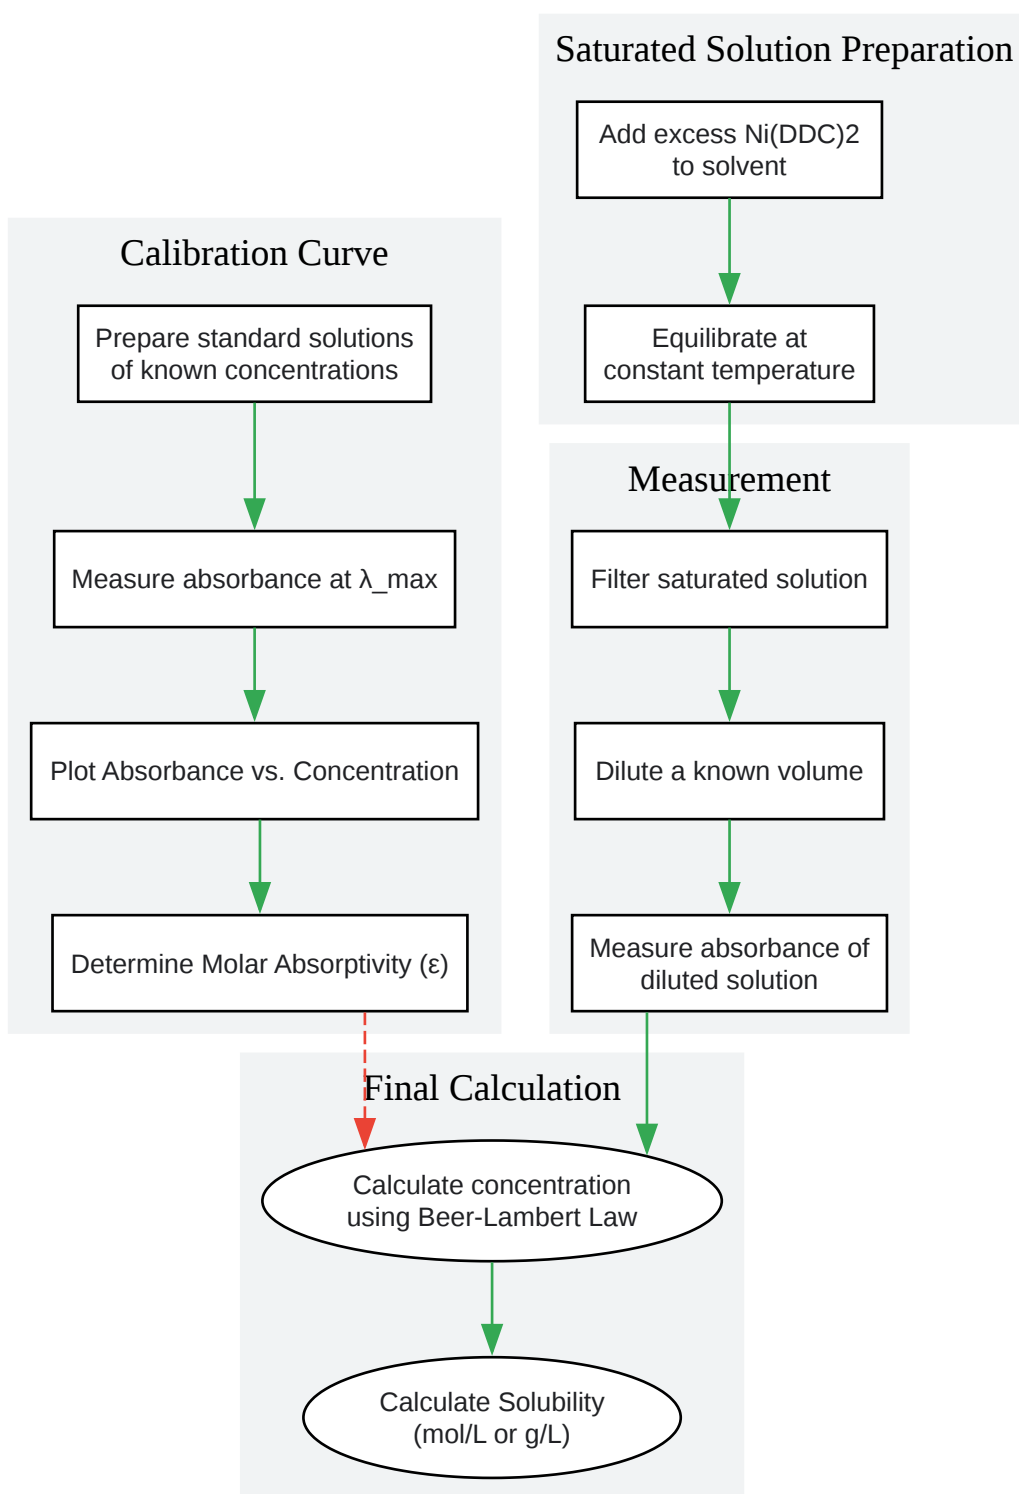 Saturated Solution Preparation
Add excess Ni(DDC)2
to solvent
Equilibrate at
constant temperature
Calibration Curve
Prepare standard solutions
of known concentrations
Measure absorbance at λ_max
Plot Absorbance vs. Concentration
Determine Molar Absorptivity (ε)
Measurement
Filter saturated solution
Dilute a known volume
Measure absorbance of
diluted solution
Final Calculation
Calculate concentration
using Beer-Lambert Law
Calculate Solubility
(mol/L or g/L)